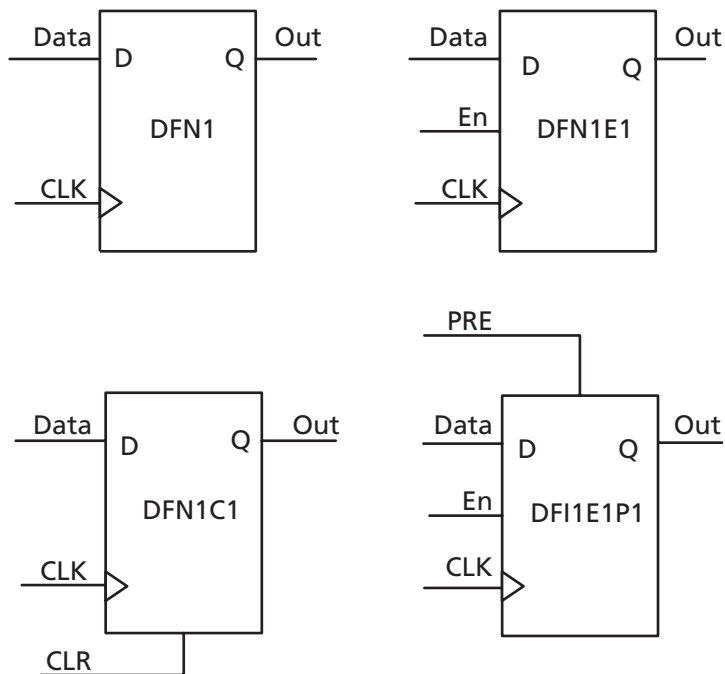 Data
Out
D
Q
DFN1
CLK
Data
Out
D
Q
En
DFN1E1
CLK
Data
Out
D
Q
DFN1C1
CLK
CLR
PRE
Data
Out
D
Q
En
DFI1E1P1
CLK